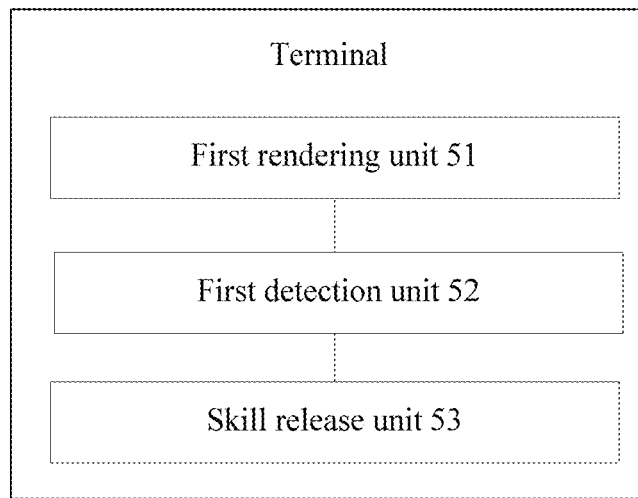 Terminal
First rendering unit 51
First detection unit 52
Skill release unit 53